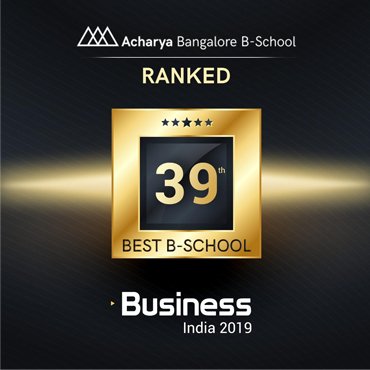 Acharya Bangalore B-School
RANKED
39th
BEST B-SCHOOL
Business
India 2019